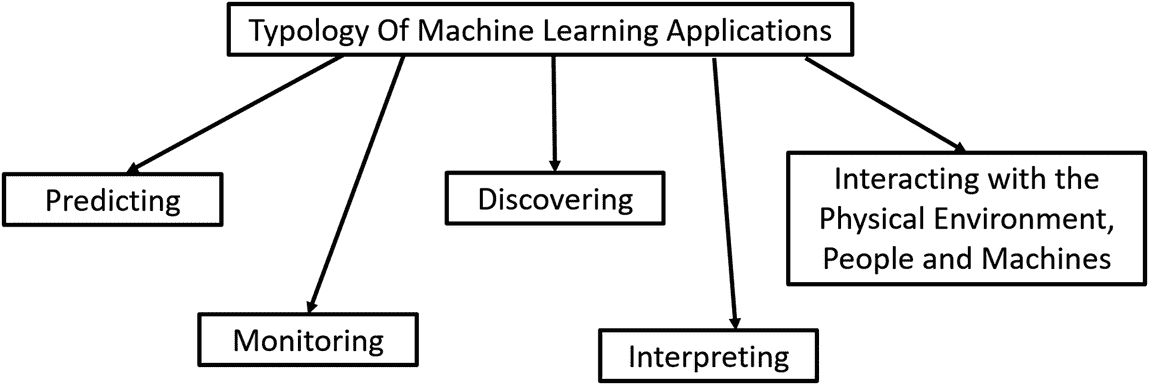 Typology Of Machine Learning Applications
Predicting
Monitoring
Discovering
Interpreting
Interacting with the
Physical Environment,
People and Machines